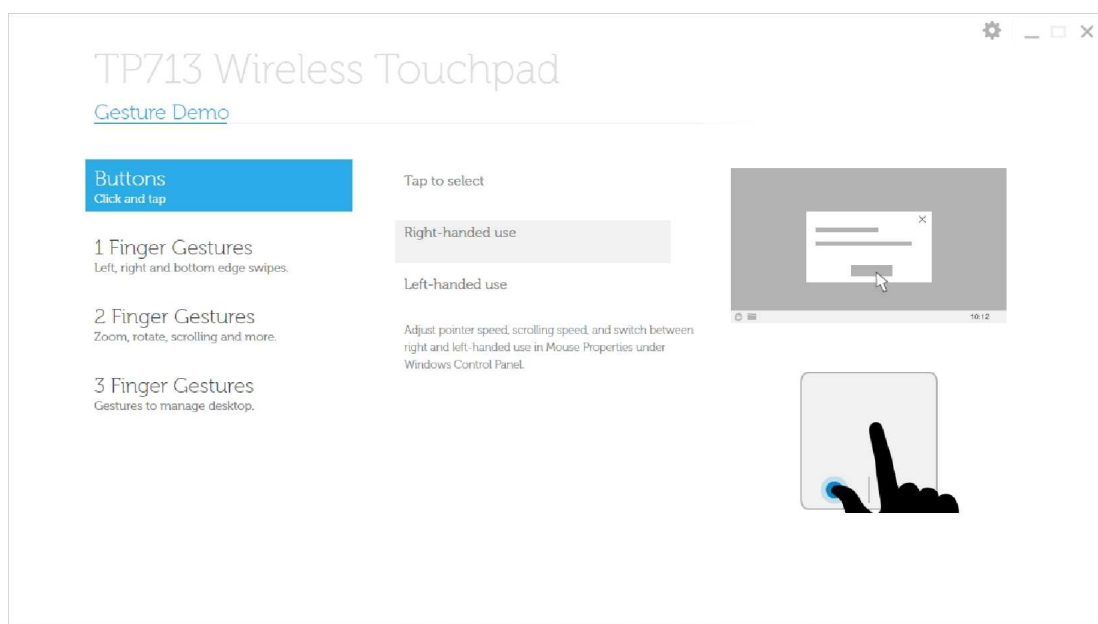 TP713 Wireless Touchpad
Gesture Demo
Buttons
Click and tap
1 Finger Gestures
Left, right and bottom edge swipes.
2 Finger Gestures
Zoom, rotate, scrolling and more.
3 Finger Gestures
Gestures to manage desktop.
Tap to select
Right-handed use
Left-handed use
Adjust pointer speed, scrolling speed, and switch between
right and left-handed use in Mouse Properties under
Windows Control Panel.
10:12